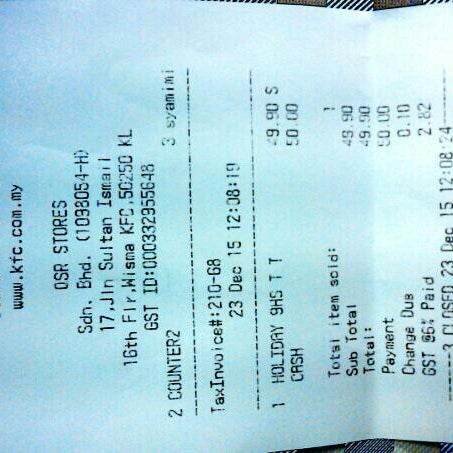 www.kfc.com.my
QSR STORES
Sdn. Bhd. (1098054-H)
17,Jln Sultan Ismail
16th Flr,Wisma KFC,50250 KL
GST ID:000332955648
2 COUNTER2 3 syamimi
TaxInvoice#:210-68
23 Dec 15 12:08:19
1 HOLIDAY 9HS T T 49.90 S
CASH 50.00
Total item sold: 1
Sub Total 49.90
Total: 49.90
Payment 50.00
Change Due 0.10
GST @6% Paid 2.82
3 CLOSED 23 Dec 15 12:08:24